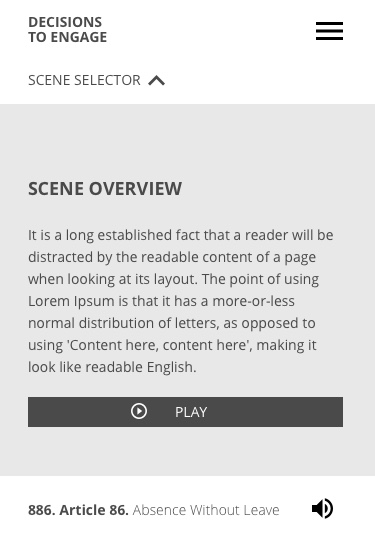 DECISIONS
TO ENGAGE
SCENE SELECTOR
SCENE OVERVIEW
It is a long established fact that a reader will be
distracted by the readable content of a page
when looking at its layout. The point of using
Lorem Ipsum is that it has a more-or-less
normal distribution of letters, as opposed to
using 'Content here, content here', making it
look like readable English.
PLAY
886. Article 86. Absence Without Leave